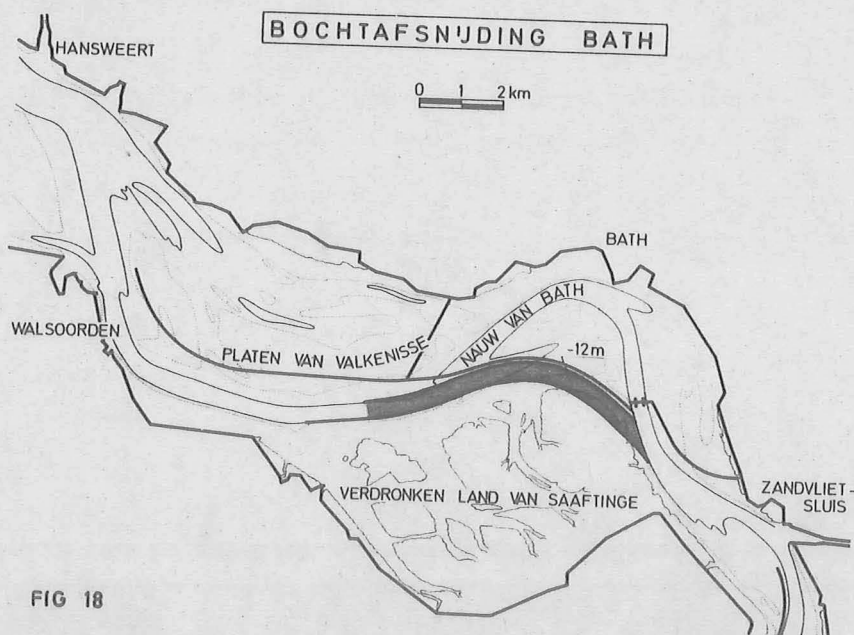 BOCHTAFSNIJDING BATH
HANSWEERT
0 1 2 km
BATH
NAUW VAN BATH
WALSOORDEN
PLATEN VAN VALKENISSE
-12m
VERDRONKEN LAND VAN SAAFTINGE
ZANDVLIET-
SLUIS
FIG 18